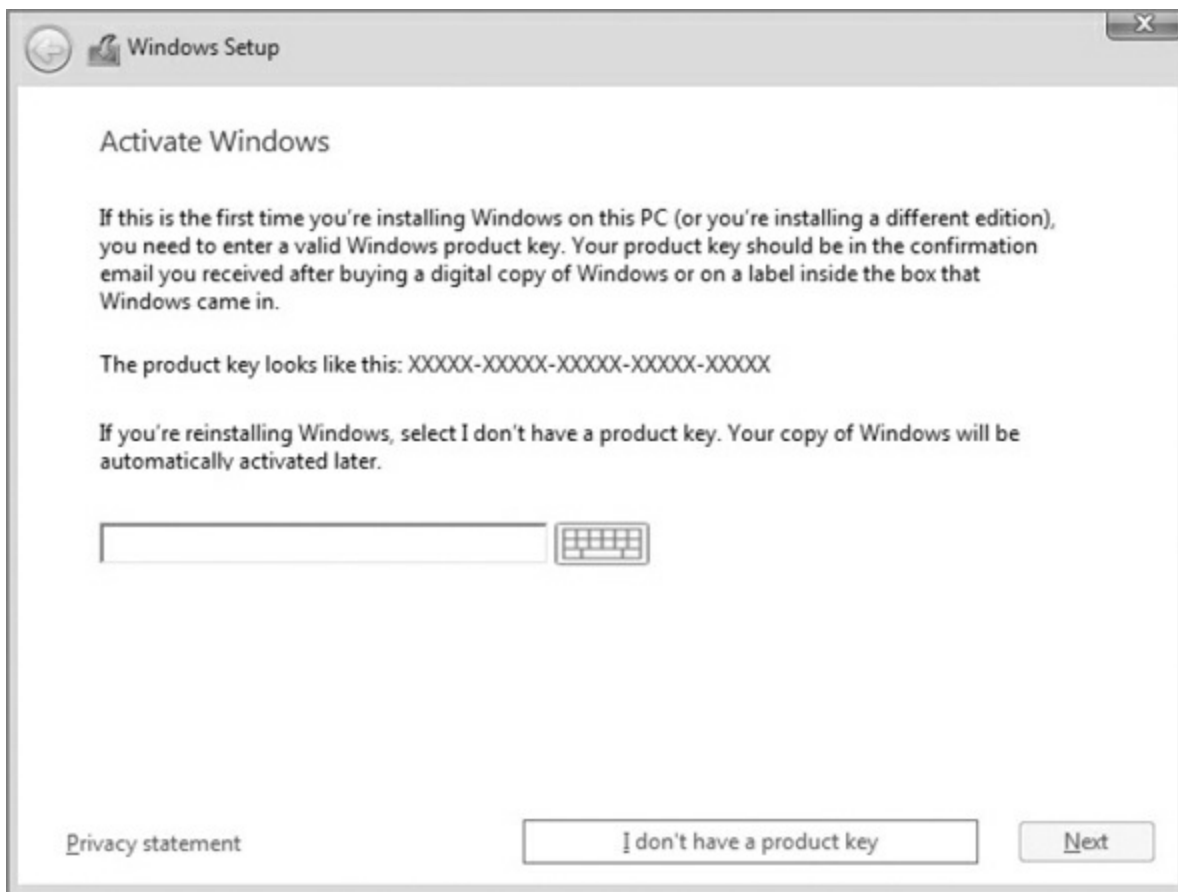 Windows Setup
Activate Windows
If this is the first time you're installing Windows on this PC (or you're installing a different edition),
you need to enter a valid Windows product key. Your product key should be in the confirmation
email you received after buying a digital copy of Windows or on a label inside the box that
Windows came in.
The product key looks like this: XXXXX-XXXXX-XXXXX-XXXXX-XXXXX
If you're reinstalling Windows, select I don't have a product key. Your copy of Windows will be
automatically activated later.
Privacy statement
I don't have a product key
Next